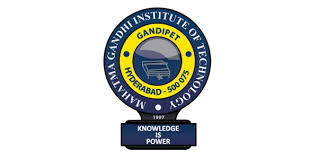 MAHATMA GANDHI INSTITUTE OF TECHNOLOGY
GANDIPET
HYDERABAD - 500 075
1997
KNOWLEDGE
IS
POWER